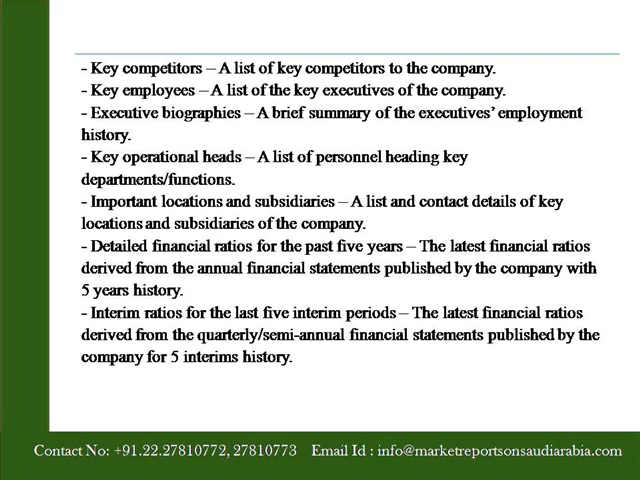 - Key competitors – A list of key competitors to the company.
- Key employees – A list of the key executives of the company.
- Executive biographies – A brief summary of the executives’ employment
history.
- Key operational heads – A list of personnel heading key
departments/functions.
- Important locations and subsidiaries – A list and contact details of key
locations and subsidiaries of the company.
- Detailed financial ratios for the past five years – The latest financial ratios
derived from the annual financial statements published by the company with
5 years history.
- Interim ratios for the last five interim periods – The latest financial ratios
derived from the quarterly/semi-annual financial statements published by the
company for 5 interims history.
Contact No: +91.22.27810772, 27810773 Email Id : info@marketreportsonsaudiarabia.com